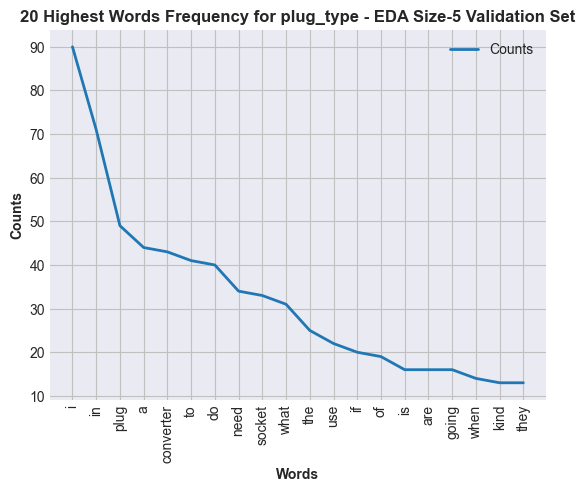 20 Highest Words Frequency for plug_type - EDA Size-5 Validation Set
Counts
90
80
70
60
50
40
30
20
10
Counts
i
in
plug
a
converter
to
do
need
socket
what
the
use
if
of
is
are
going
when
kind
they
Words